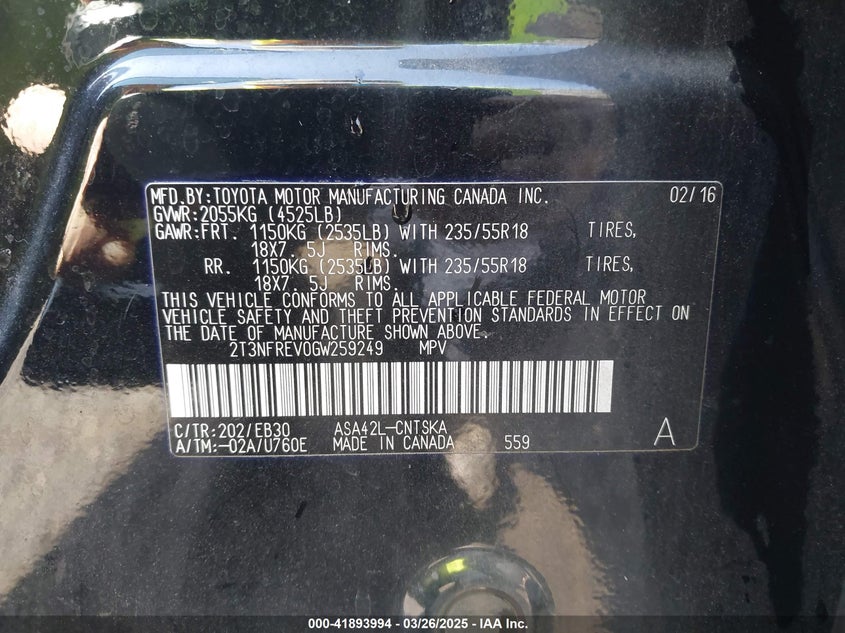 MFD.BY:TOYOTA MOTOR MANUFACTURING CANADA INC. 02/16
GVWR:2055KG (4525LB)
GAWR:FRT. 1150KG (2535LB) WITH 235/55R18 TIRES,
18X7. 5J RIMS.
RR. 1150KG (2535LB) WITH 235/55R18 TIRES,
18X7. 5J RIMS.
THIS VEHICLE CONFORMS TO ALL APPLICABLE FEDERAL MOTOR
VEHICLE SAFETY AND THEFT PREVENTION STANDARDS IN EFFECT ON
THE DATE OF MANUFACTURE SHOWN ABOVE.
2T3NFREV0GW259249 MPV
C/TR:202/EB30 ASA42L-CNTSKA
A/TM:-02A/U760E MADE IN CANADA 559 A
000-41893994 — 03/26/2025 — IAA Inc.